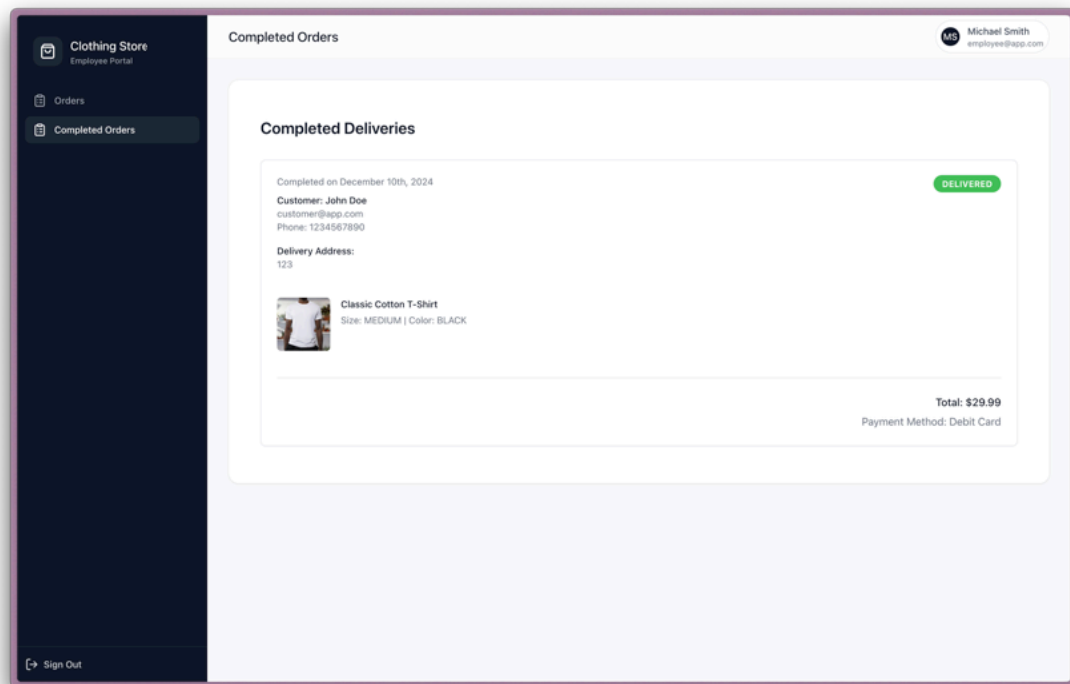 Clothing Store
Employee Portal
Orders
Completed Orders
Sign Out
Completed Orders
MS
Michael Smith
employee@app.com
Completed Deliveries
Completed on December 10th, 2024
DELIVERED
Customer: John Doe
customer@app.com
Phone: 1234567890
Delivery Address:
123
Classic Cotton T-Shirt
Size: MEDIUM | Color: BLACK
Total: $29.99
Payment Method: Debit Card